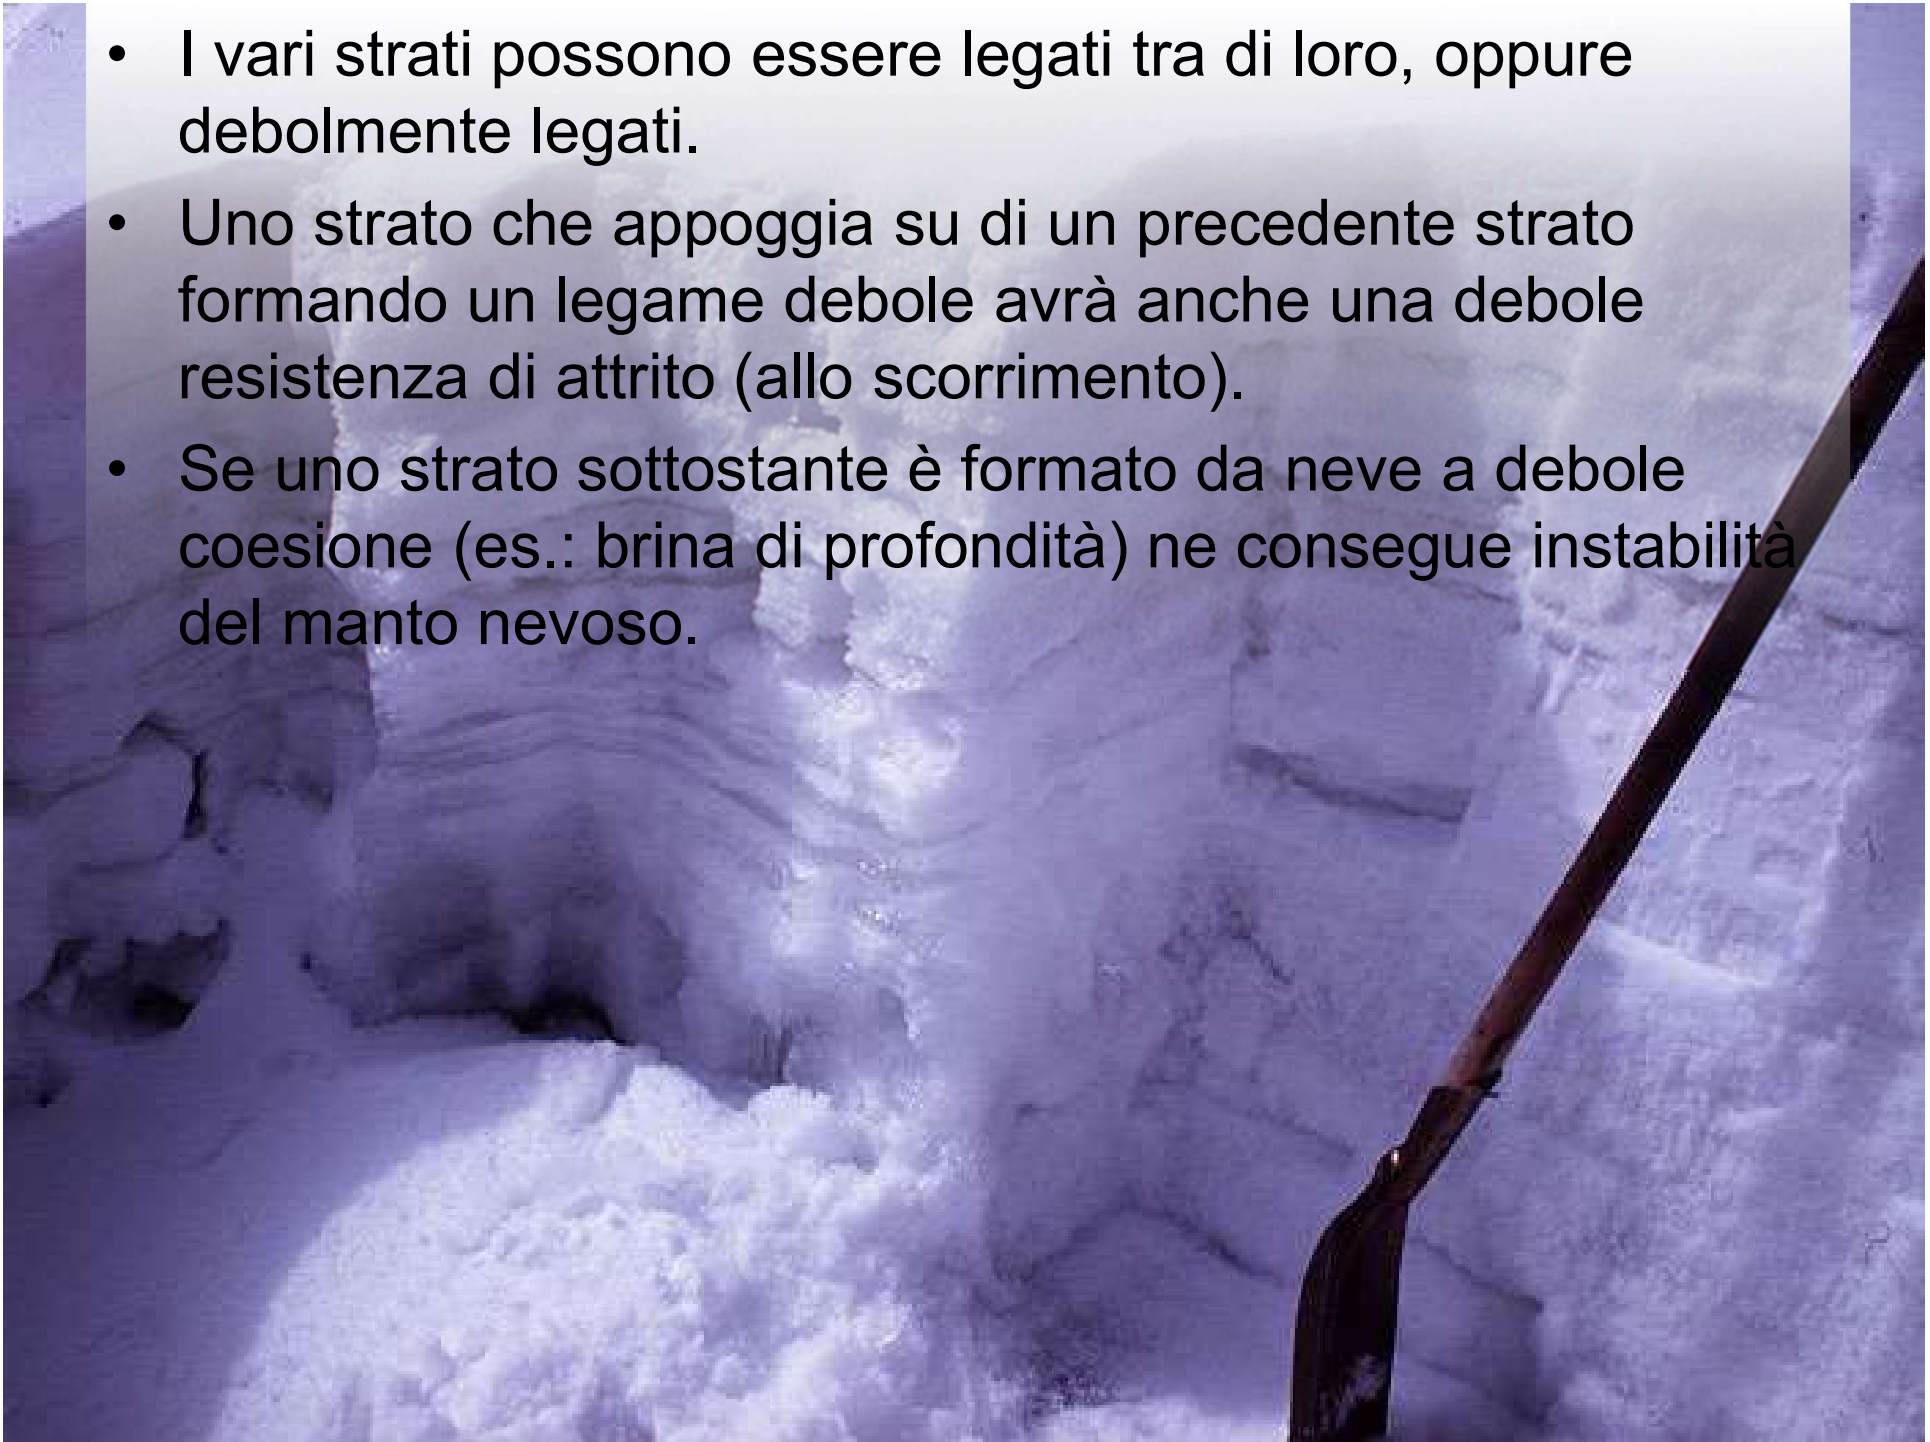 • I vari strati possono essere legati tra di loro, oppure
debolmente legati.
• Uno strato che appoggia su di un precedente strato
formando un legame debole avrà anche una debole
resistenza di attrito (allo scorrimento).
• Se uno strato sottostante è formato da neve a debole
coesione (es.: brina di profondità) ne consegue instabilità
del manto nevoso.